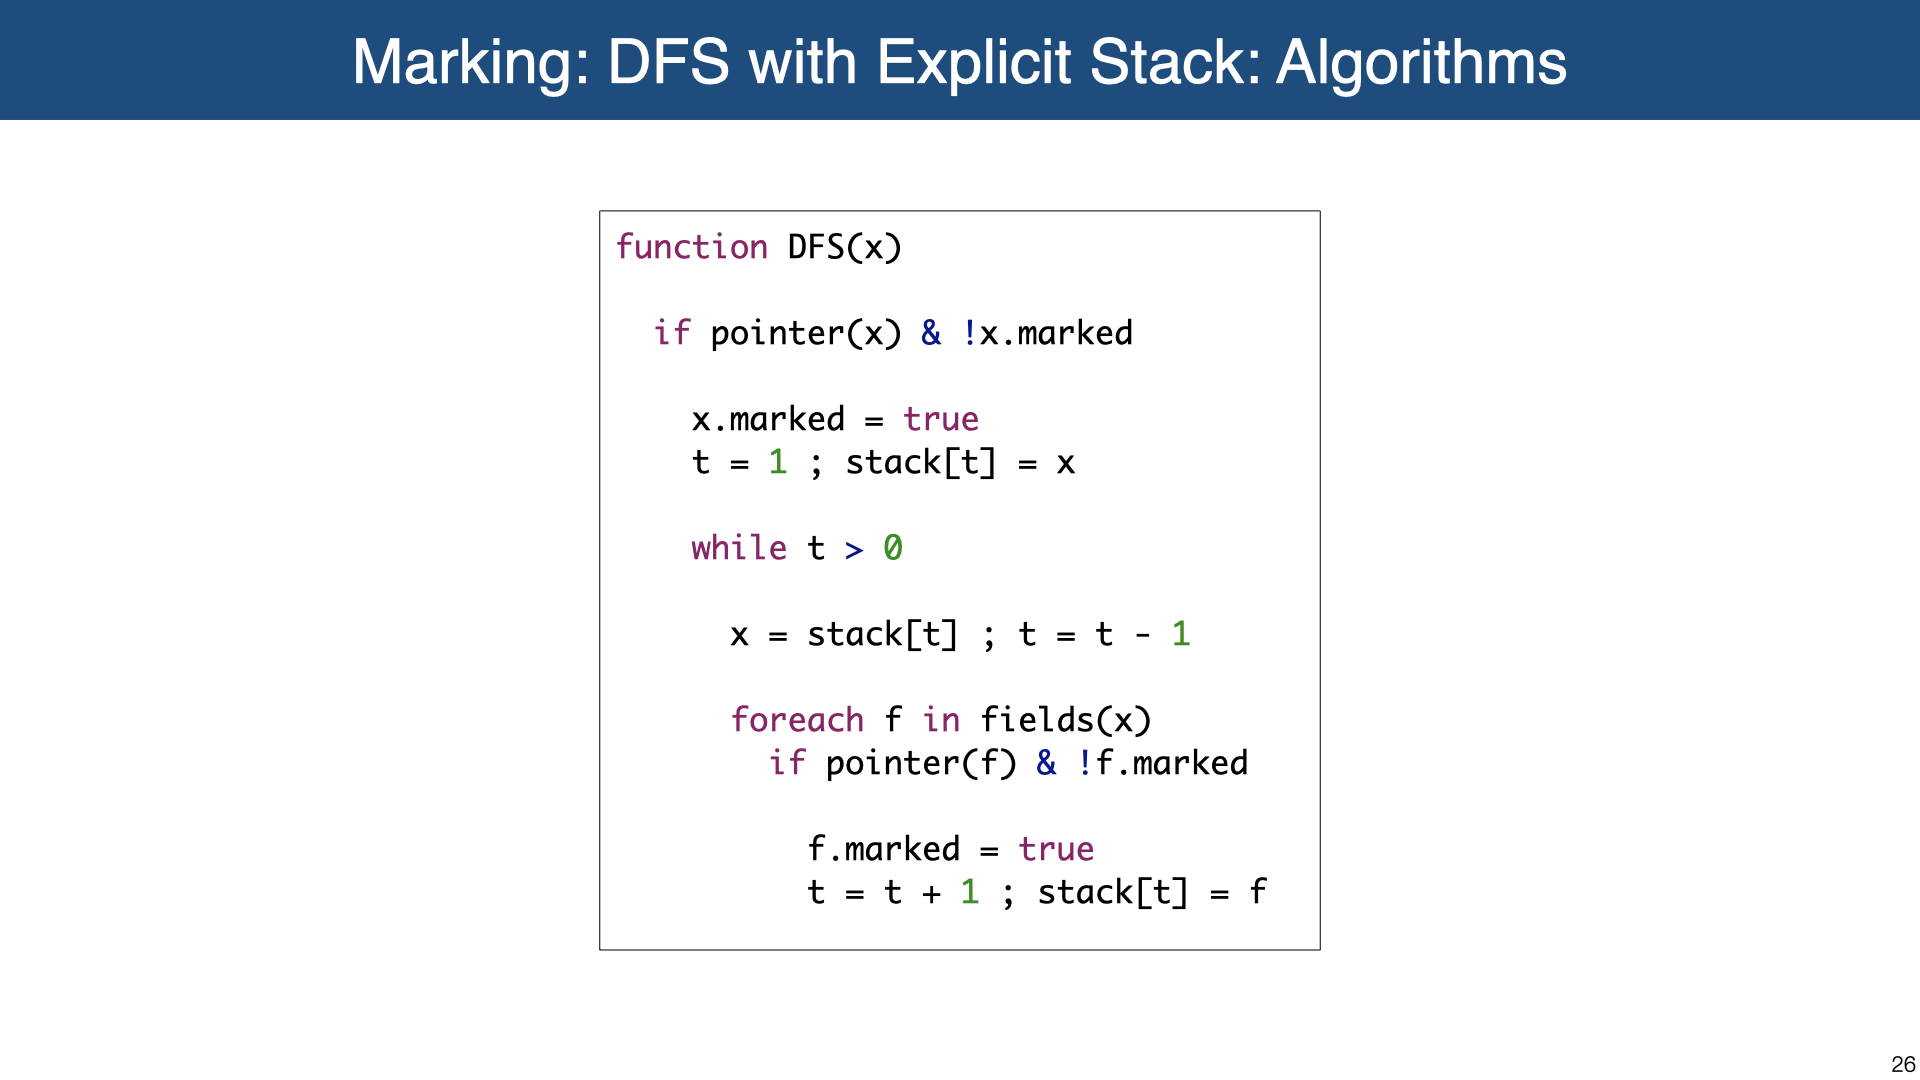 Marking: DFS with Explicit Stack: Algorithms
function DFS(x)
if pointer(x) & !x.marked
x.marked = true
t = 1 ; stack[t] = x
while t > 0
x = stack[t] ; t = t - 1
foreach f in fields(x)
if pointer(f) & !f.marked
f.marked = true
t = t + 1 ; stack[t] = f
26